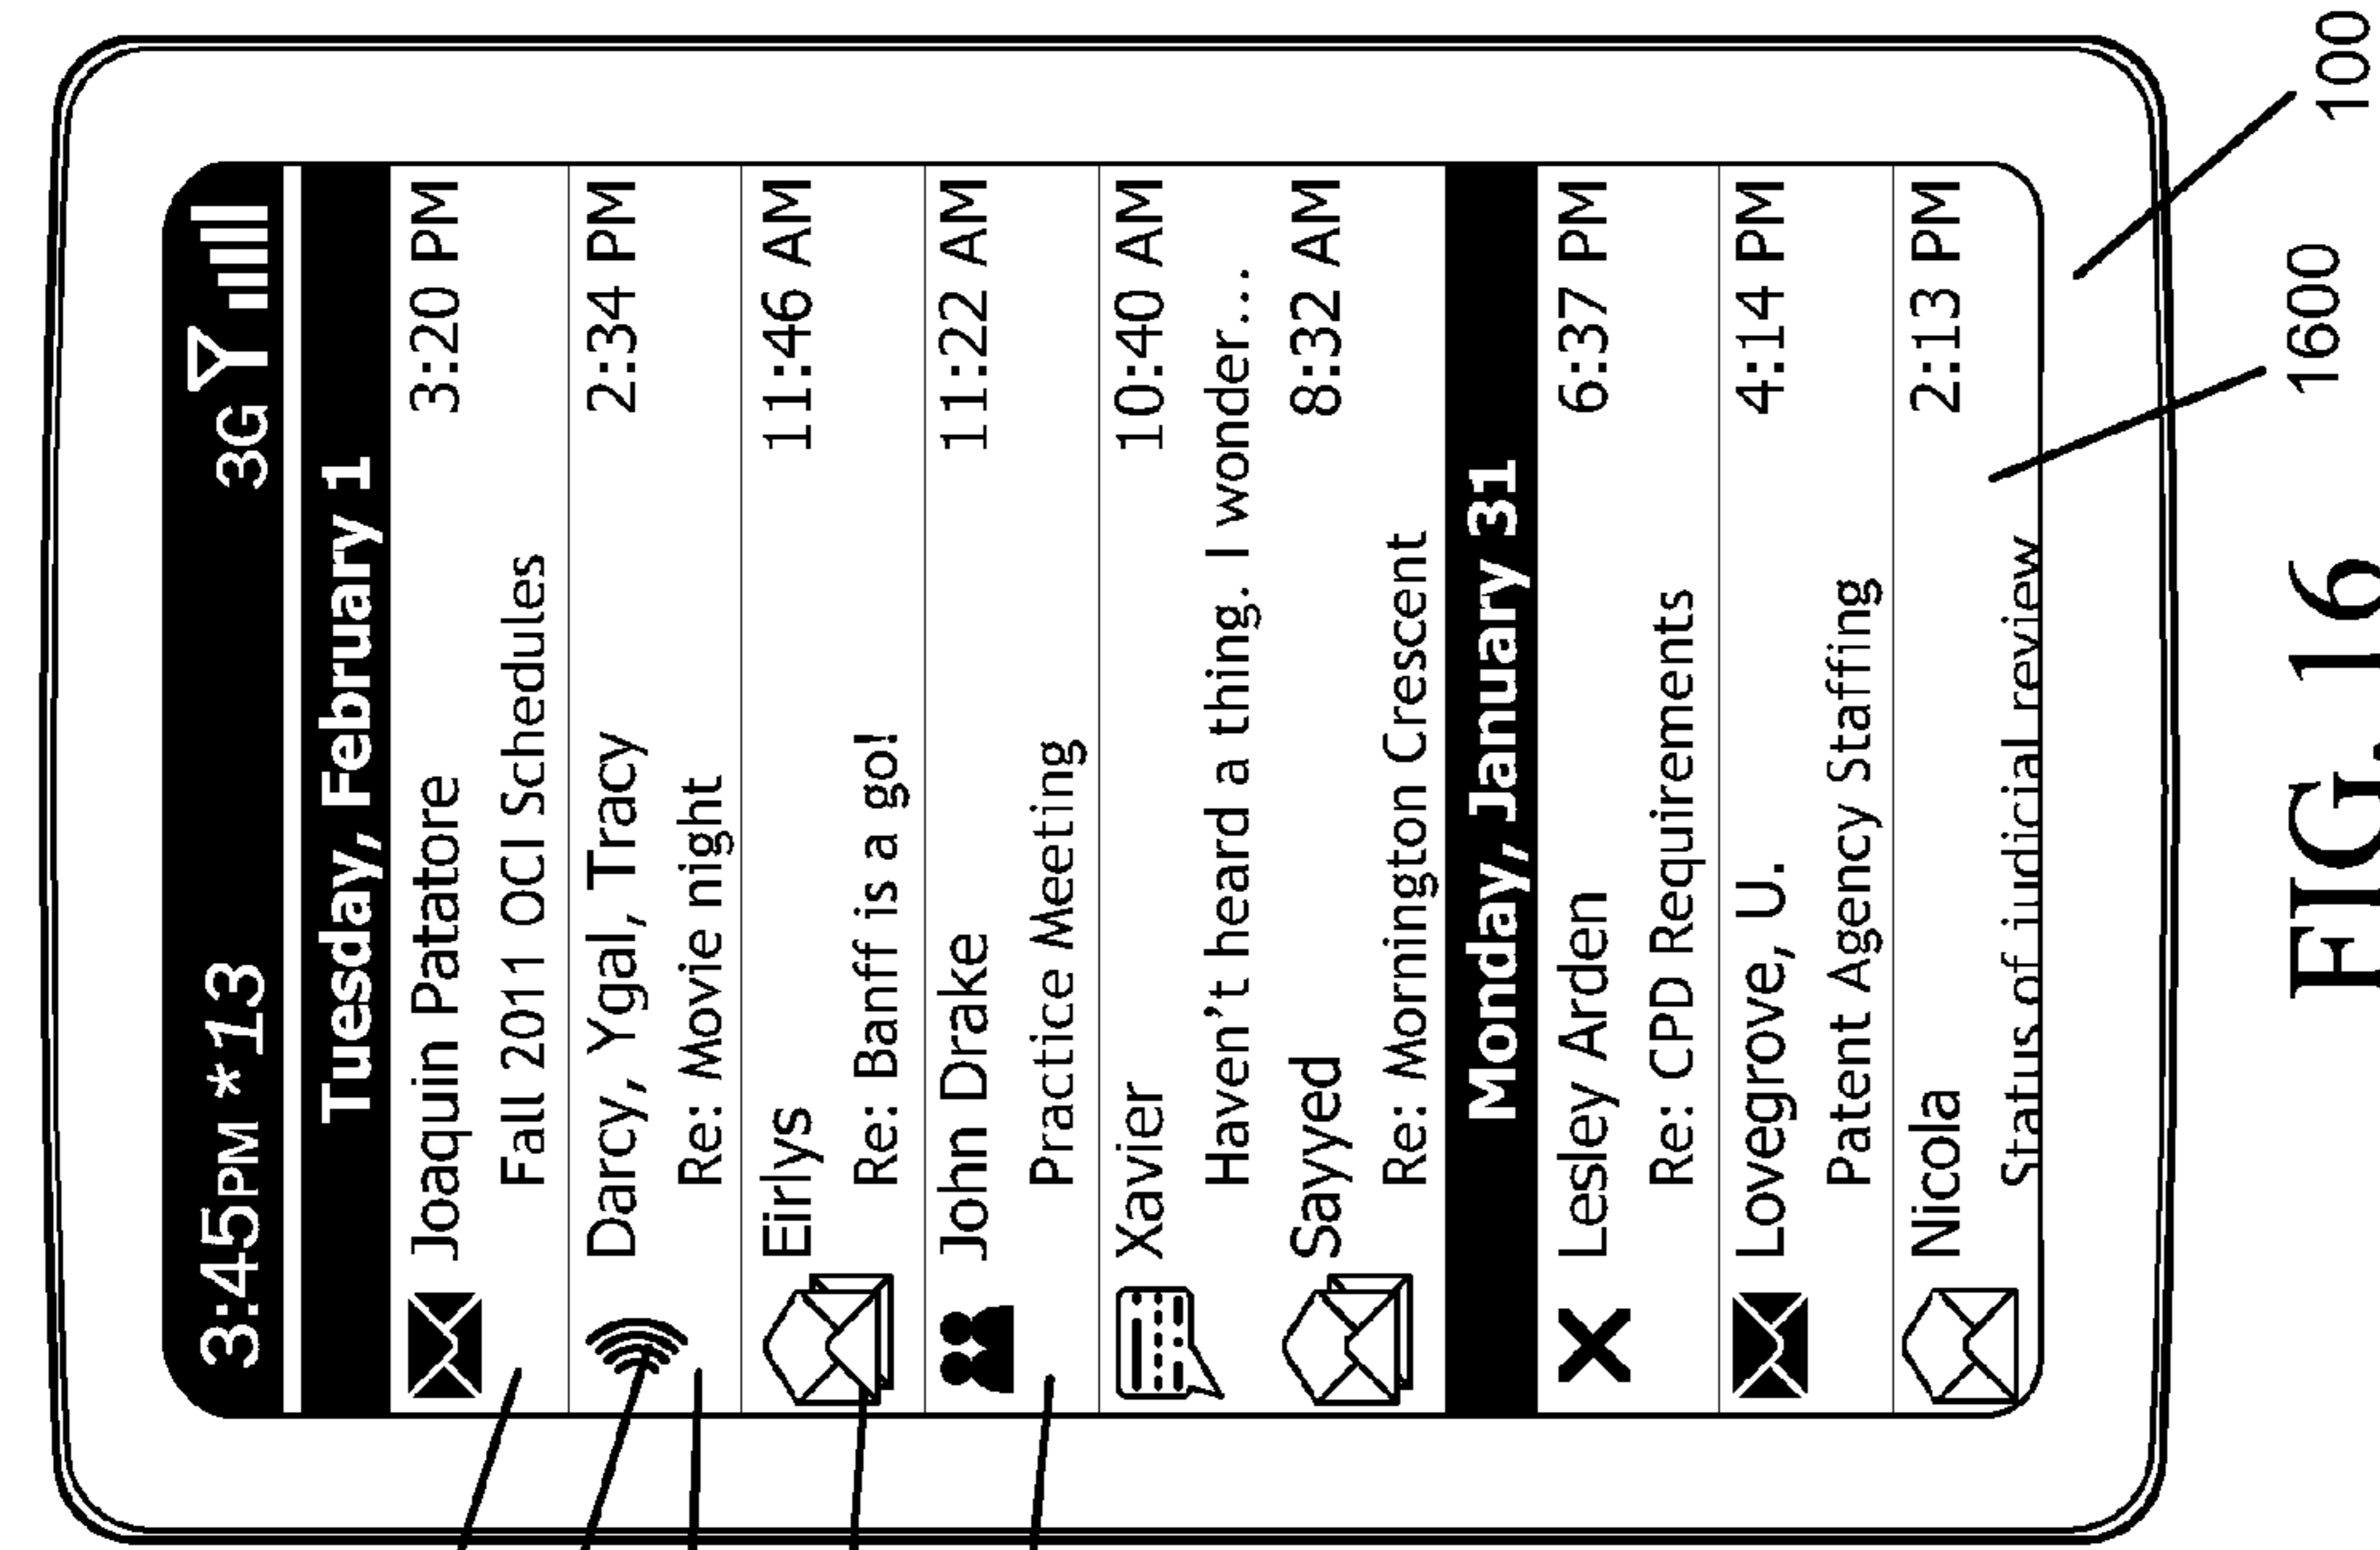 3:45PM *13 3G
Tuesday, February 1
Joaquin Patatore 3:20 PM
Fall 2011 OCI Schedules
Darcy, Ygal, Tracy 2:34 PM
Re: Movie night
Eirlys 11:46 AM
Re: Banff is a go!
John Drake 11:22 AM
Practice Meeting
Xavier 10:40 AM
Haven't heard a thing. I wonder...
Sayyed 8:32 AM
Re: Mornington Crescent
Monday, January 31
Lesley Arden 6:37 PM
Re: CPD Requirements
Lovegrove, U. 4:14 PM
Patent Agency Staffing
Nicola 2:13 PM
Status of judicial review
1600
100
FIG. 16